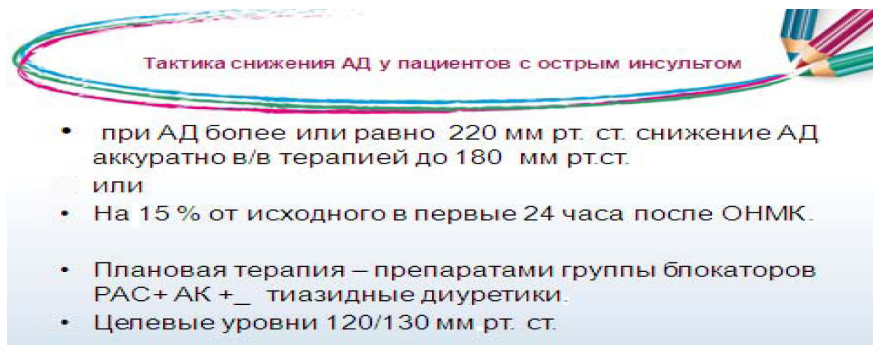 Тактика снижения АД у пациентов с острым инсультом
• при АД более или равно 220 мм рт. ст. снижение АД
аккуратно в/в терапией до 180 мм рт.ст.
или
• На 15 % от исходного в первые 24 часа после ОНМК.
• Плановая терапия – препаратами группы блокаторов
РАС+ АК +_ тиазидные диуретики.
• Целевые уровни 120/130 мм рт. ст.